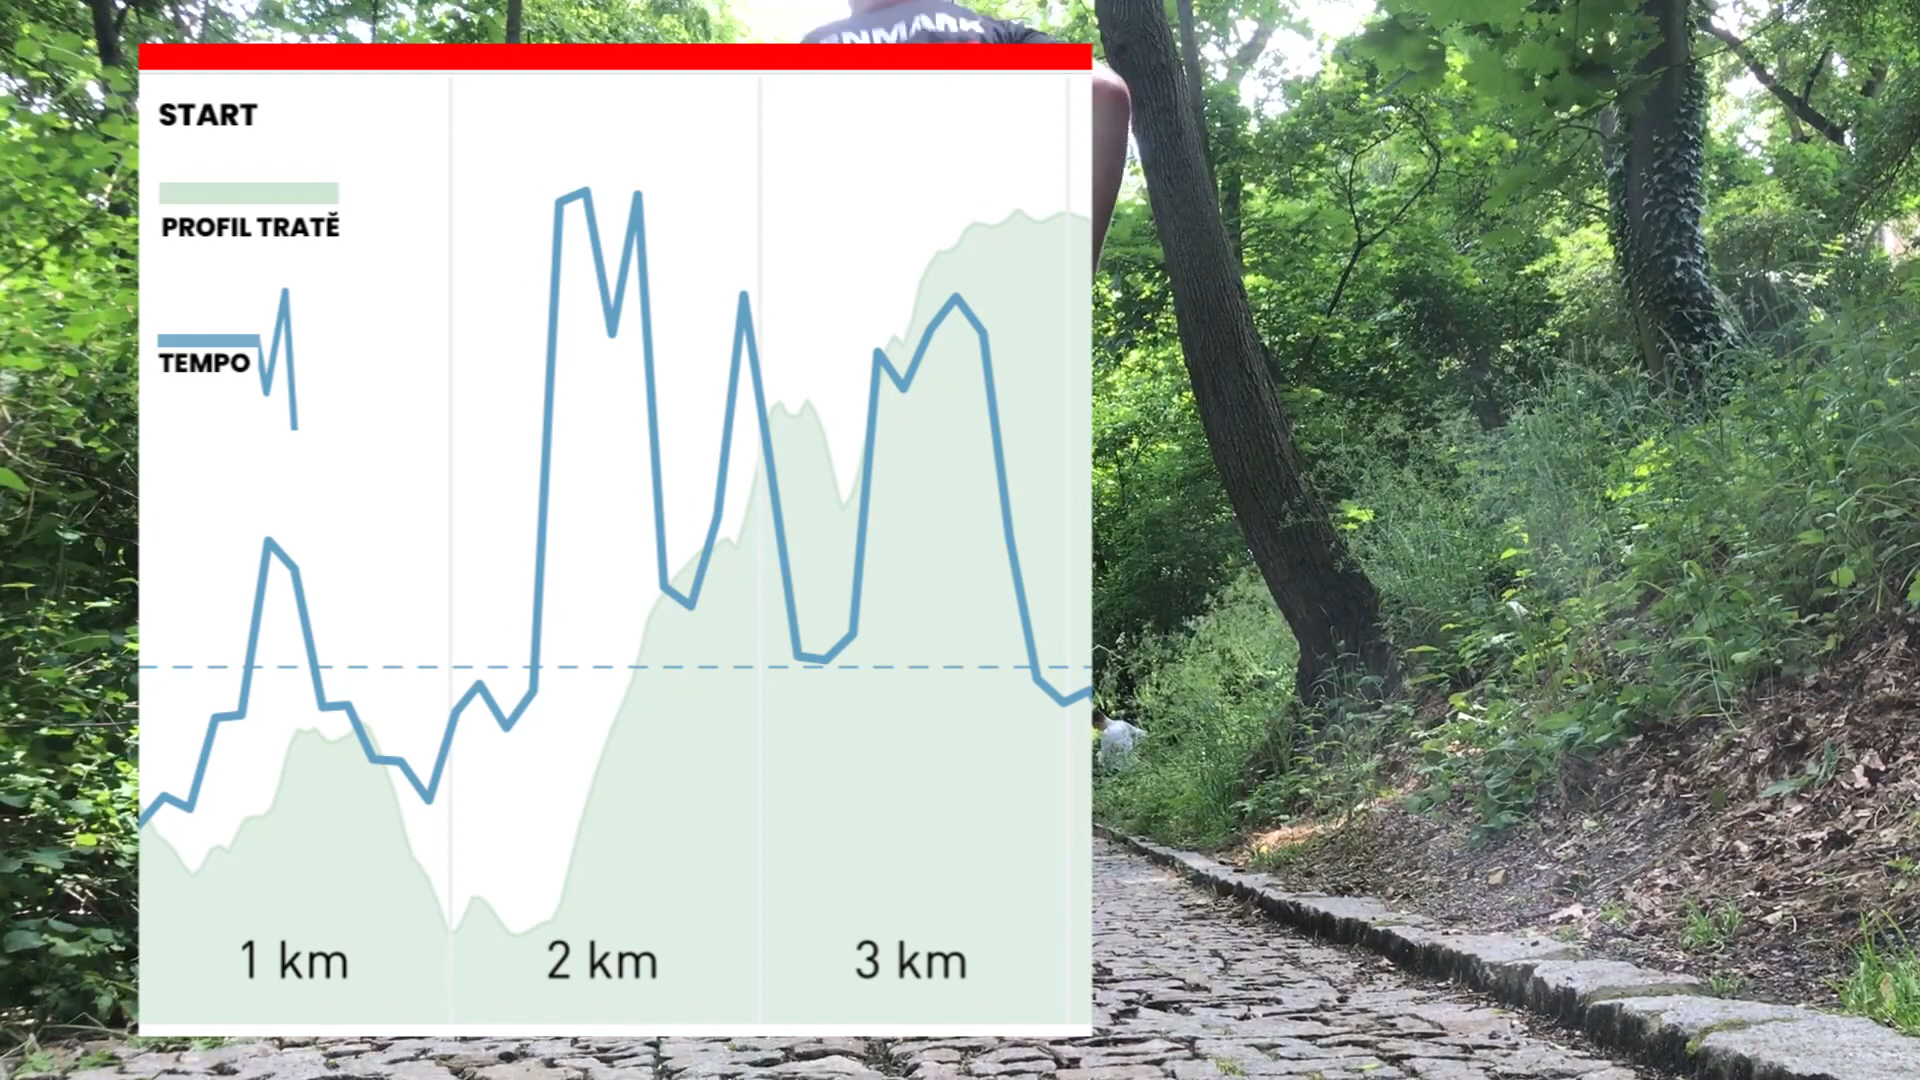 START
PROFIL TRATĚ
TEMPO
1 km
2 km
3 km